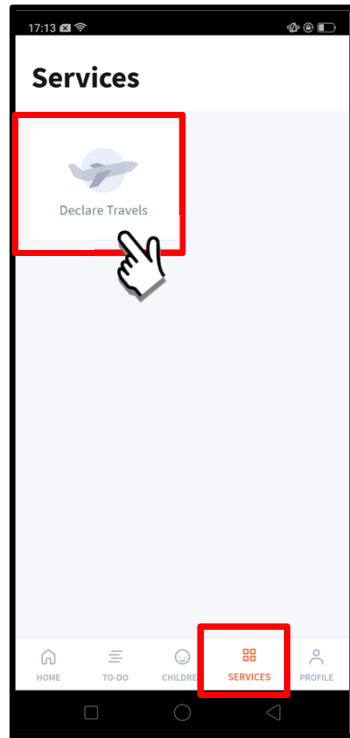 17:13
Services
Declare Travels
HOME TO-DO CHILDRE SERVICES PROFILE